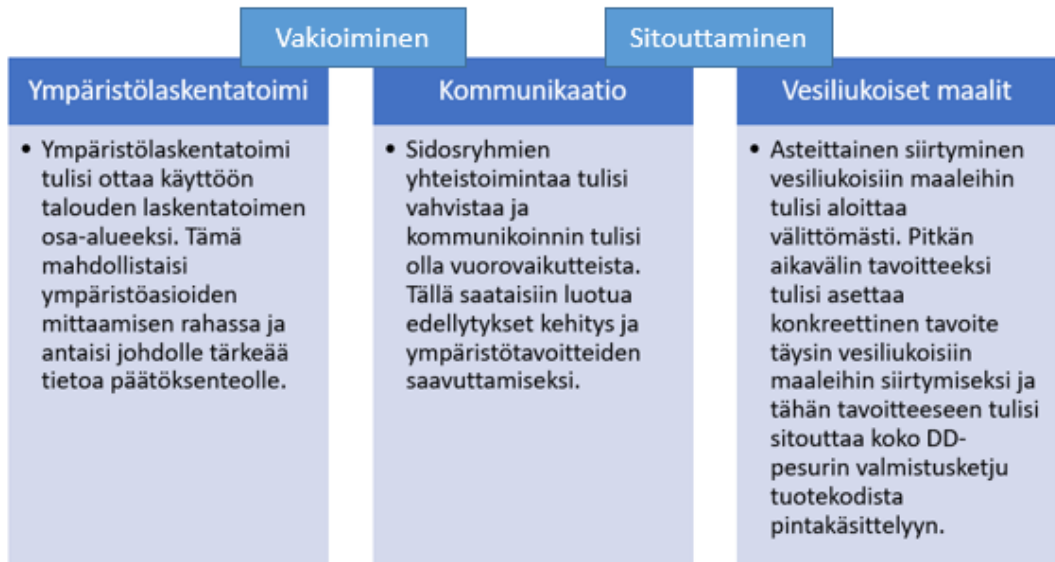 Vakioiminen
Sitouttaminen
Ympäristölaskentatoimi
• Ympäristölaskentatoimi
tulisi ottaa käyttöön
talouden laskentatoimen
osa-alueeksi. Tämä
mahdollistaisi
ympäristöasioiden
mittaamisen rahassa ja
antaisi johdolle tärkeää
tietoa päätöksenteolle.
Kommunikaatio
• Sidosryhmien
yhteistoimintaa tulisi
vahvistaa ja
kommunikoinnin tulisi
olla vuorovaikutteista.
Tällä saataisiin luotua
edellytykset kehitys ja
ympäristötavoitteiden
saavuttamiseksi.
Vesiliukoiset maalit
• Asteittainen siirtyminen
vesiliukoisiin maaleihin
tulisi aloittaa
välittömästi. Pitkän
aikavälin tavoitteeksi
tulisi asettaa
konkreettinen tavoite
täysin vesiliukoisiin
maaleihin siirtymiseksi ja
tähän tavoitteeseen tulisi
sitouttaa koko DD-
pesurin valmistusketju
tuotekodista
pintakäsittelyyn.